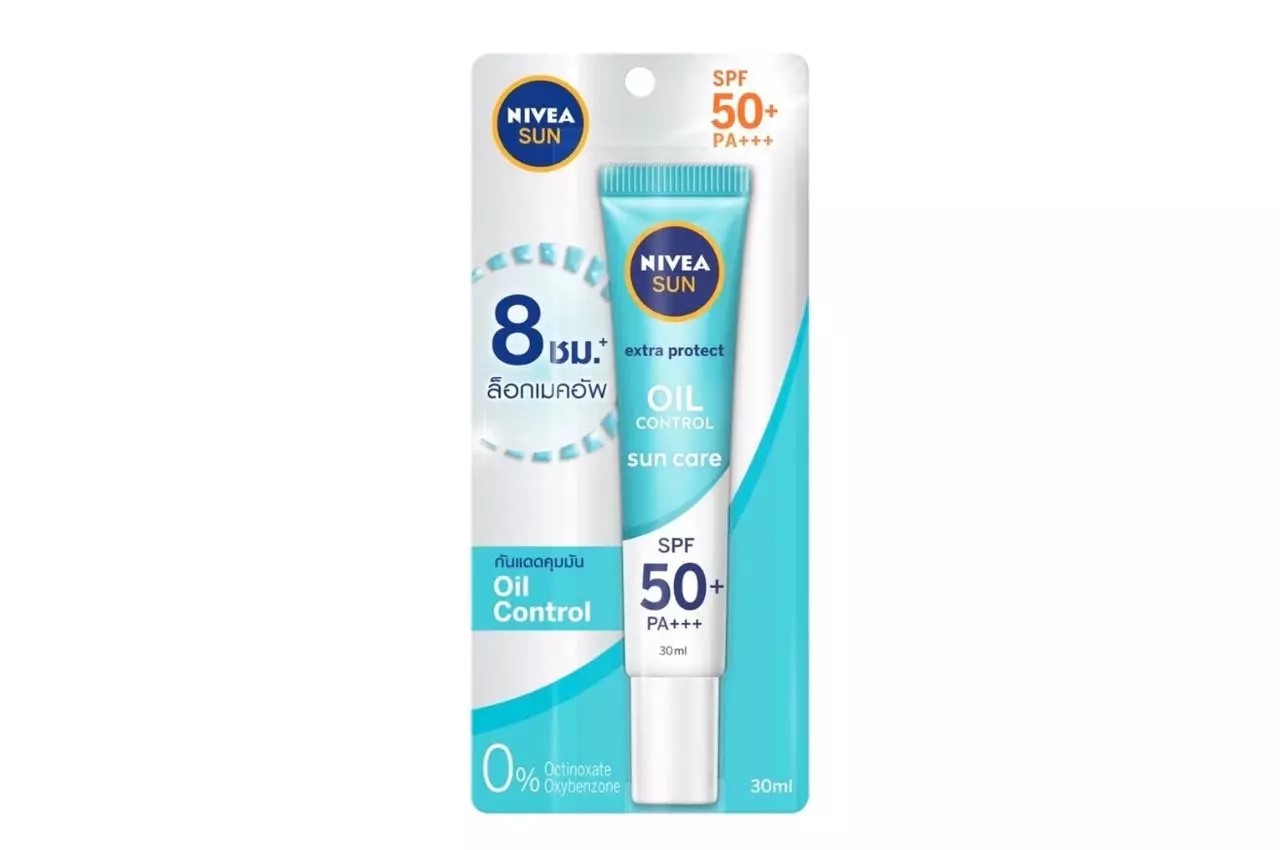 NIVEA
SUN
SPF
50+
PA+++
8 ชม.+
ล็อกเมคอัพ
กันแดดคุมมัน
Oil
Control
0% Octinoxate
Oxybenzone
NIVEA
SUN
extra protect
OIL
CONTROL
sun care
SPF
50+
PA+++
30ml
30ml